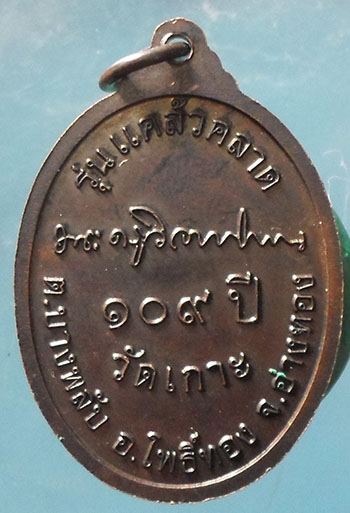 รุ่นแคล้วคลาด
๑๐๙ ปี
วัดเกาะ
ต.บางพลับ อ.โพธิ์ทอง จ.อ่างทอง